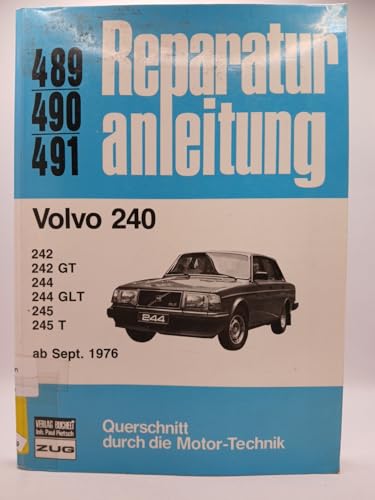 489
490
491
Reparatur
anleitung
Volvo 240
242
242 GT
244
244 GLT
245
245 T
ab Sept. 1976
244
VERLAG BUCHELI
Inh. Paul Pietsch
ZUG
Querschnitt
durch die Motor-Technik